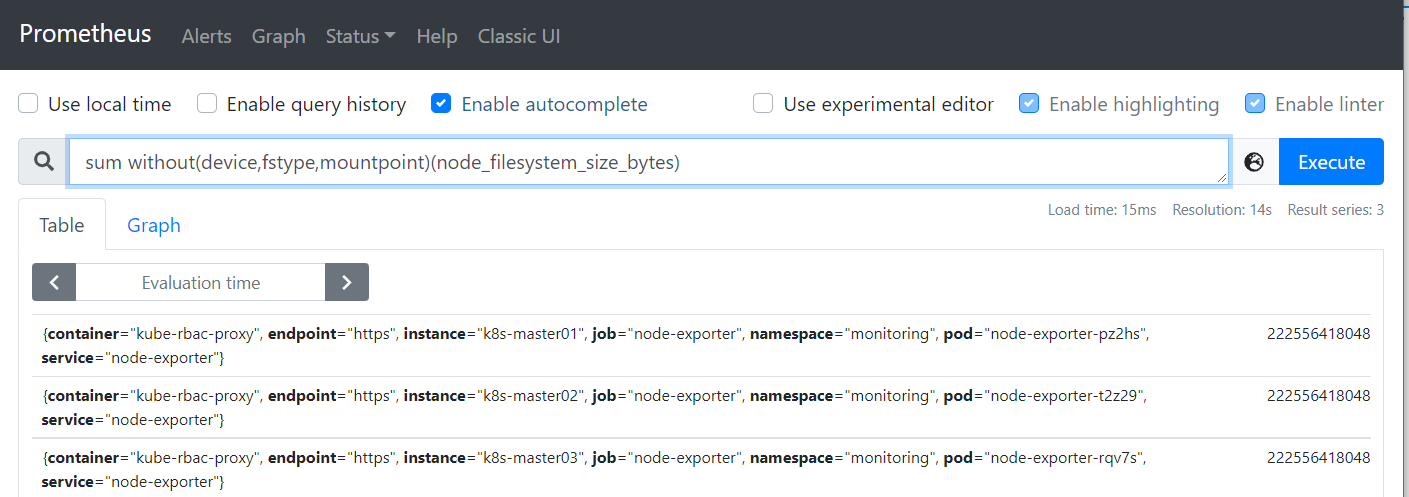 Prometheus Alerts Graph Status Help Classic UI
Use local time Enable query history Enable autocomplete Use experimental editor Enable highlighting Enable linter
sum without(device,fstype,mountpoint)(node_filesystem_size_bytes) Execute
Load time: 15ms Resolution: 14s Result series: 3
Table Graph
Evaluation time
{container="kube-rbac-proxy", endpoint="https", instance="k8s-master01", job="node-exporter", namespace="monitoring", pod="node-exporter-pz2hs", 222556418048
service="node-exporter"}
{container="kube-rbac-proxy", endpoint="https", instance="k8s-master02", job="node-exporter", namespace="monitoring", pod="node-exporter-t2z29", 222556418048
service="node-exporter"}
{container="kube-rbac-proxy", endpoint="https", instance="k8s-master03", job="node-exporter", namespace="monitoring", pod="node-exporter-rqv7s", 222556418048
service="node-exporter"}